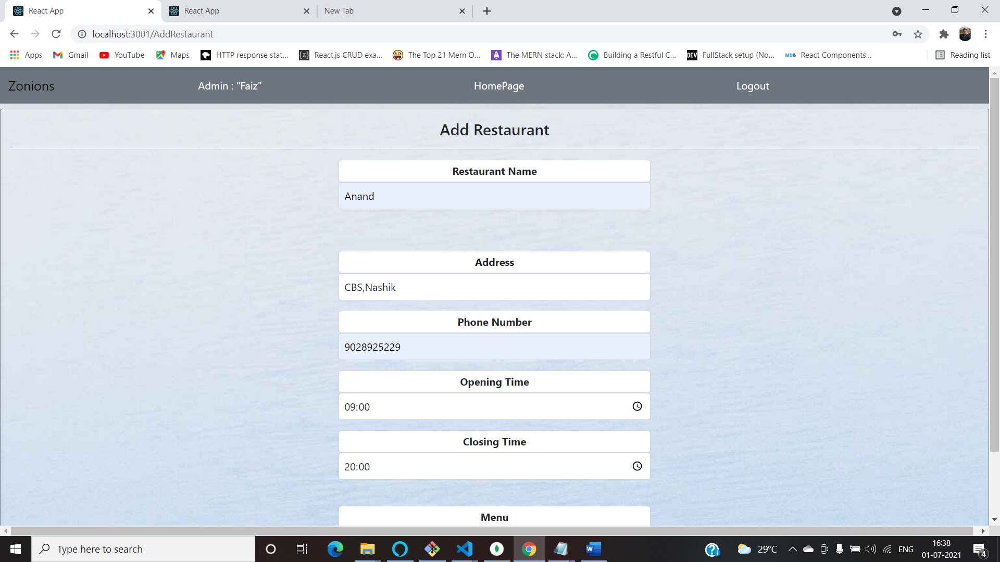 React App
React App
New Tab
localhost:3001/AddRestaurant
Apps
Gmail
YouTube
Maps
HTTP response stat...
React.js CRUD exa...
The Top 21 Mern O...
The MERN stack: A...
Building a Restful C...
DEV
FullStack setup (No...
MDB
React Components...
Reading list
Zonions
Admin : "Faiz"
HomePage
Logout
Add Restaurant
Restaurant Name
Anand
Address
CBS,Nashik
Phone Number
9028925229
Opening Time
09:00
Closing Time
20:00
Menu
Type here to search
29°C
ENG
16:38
01-07-2021
4